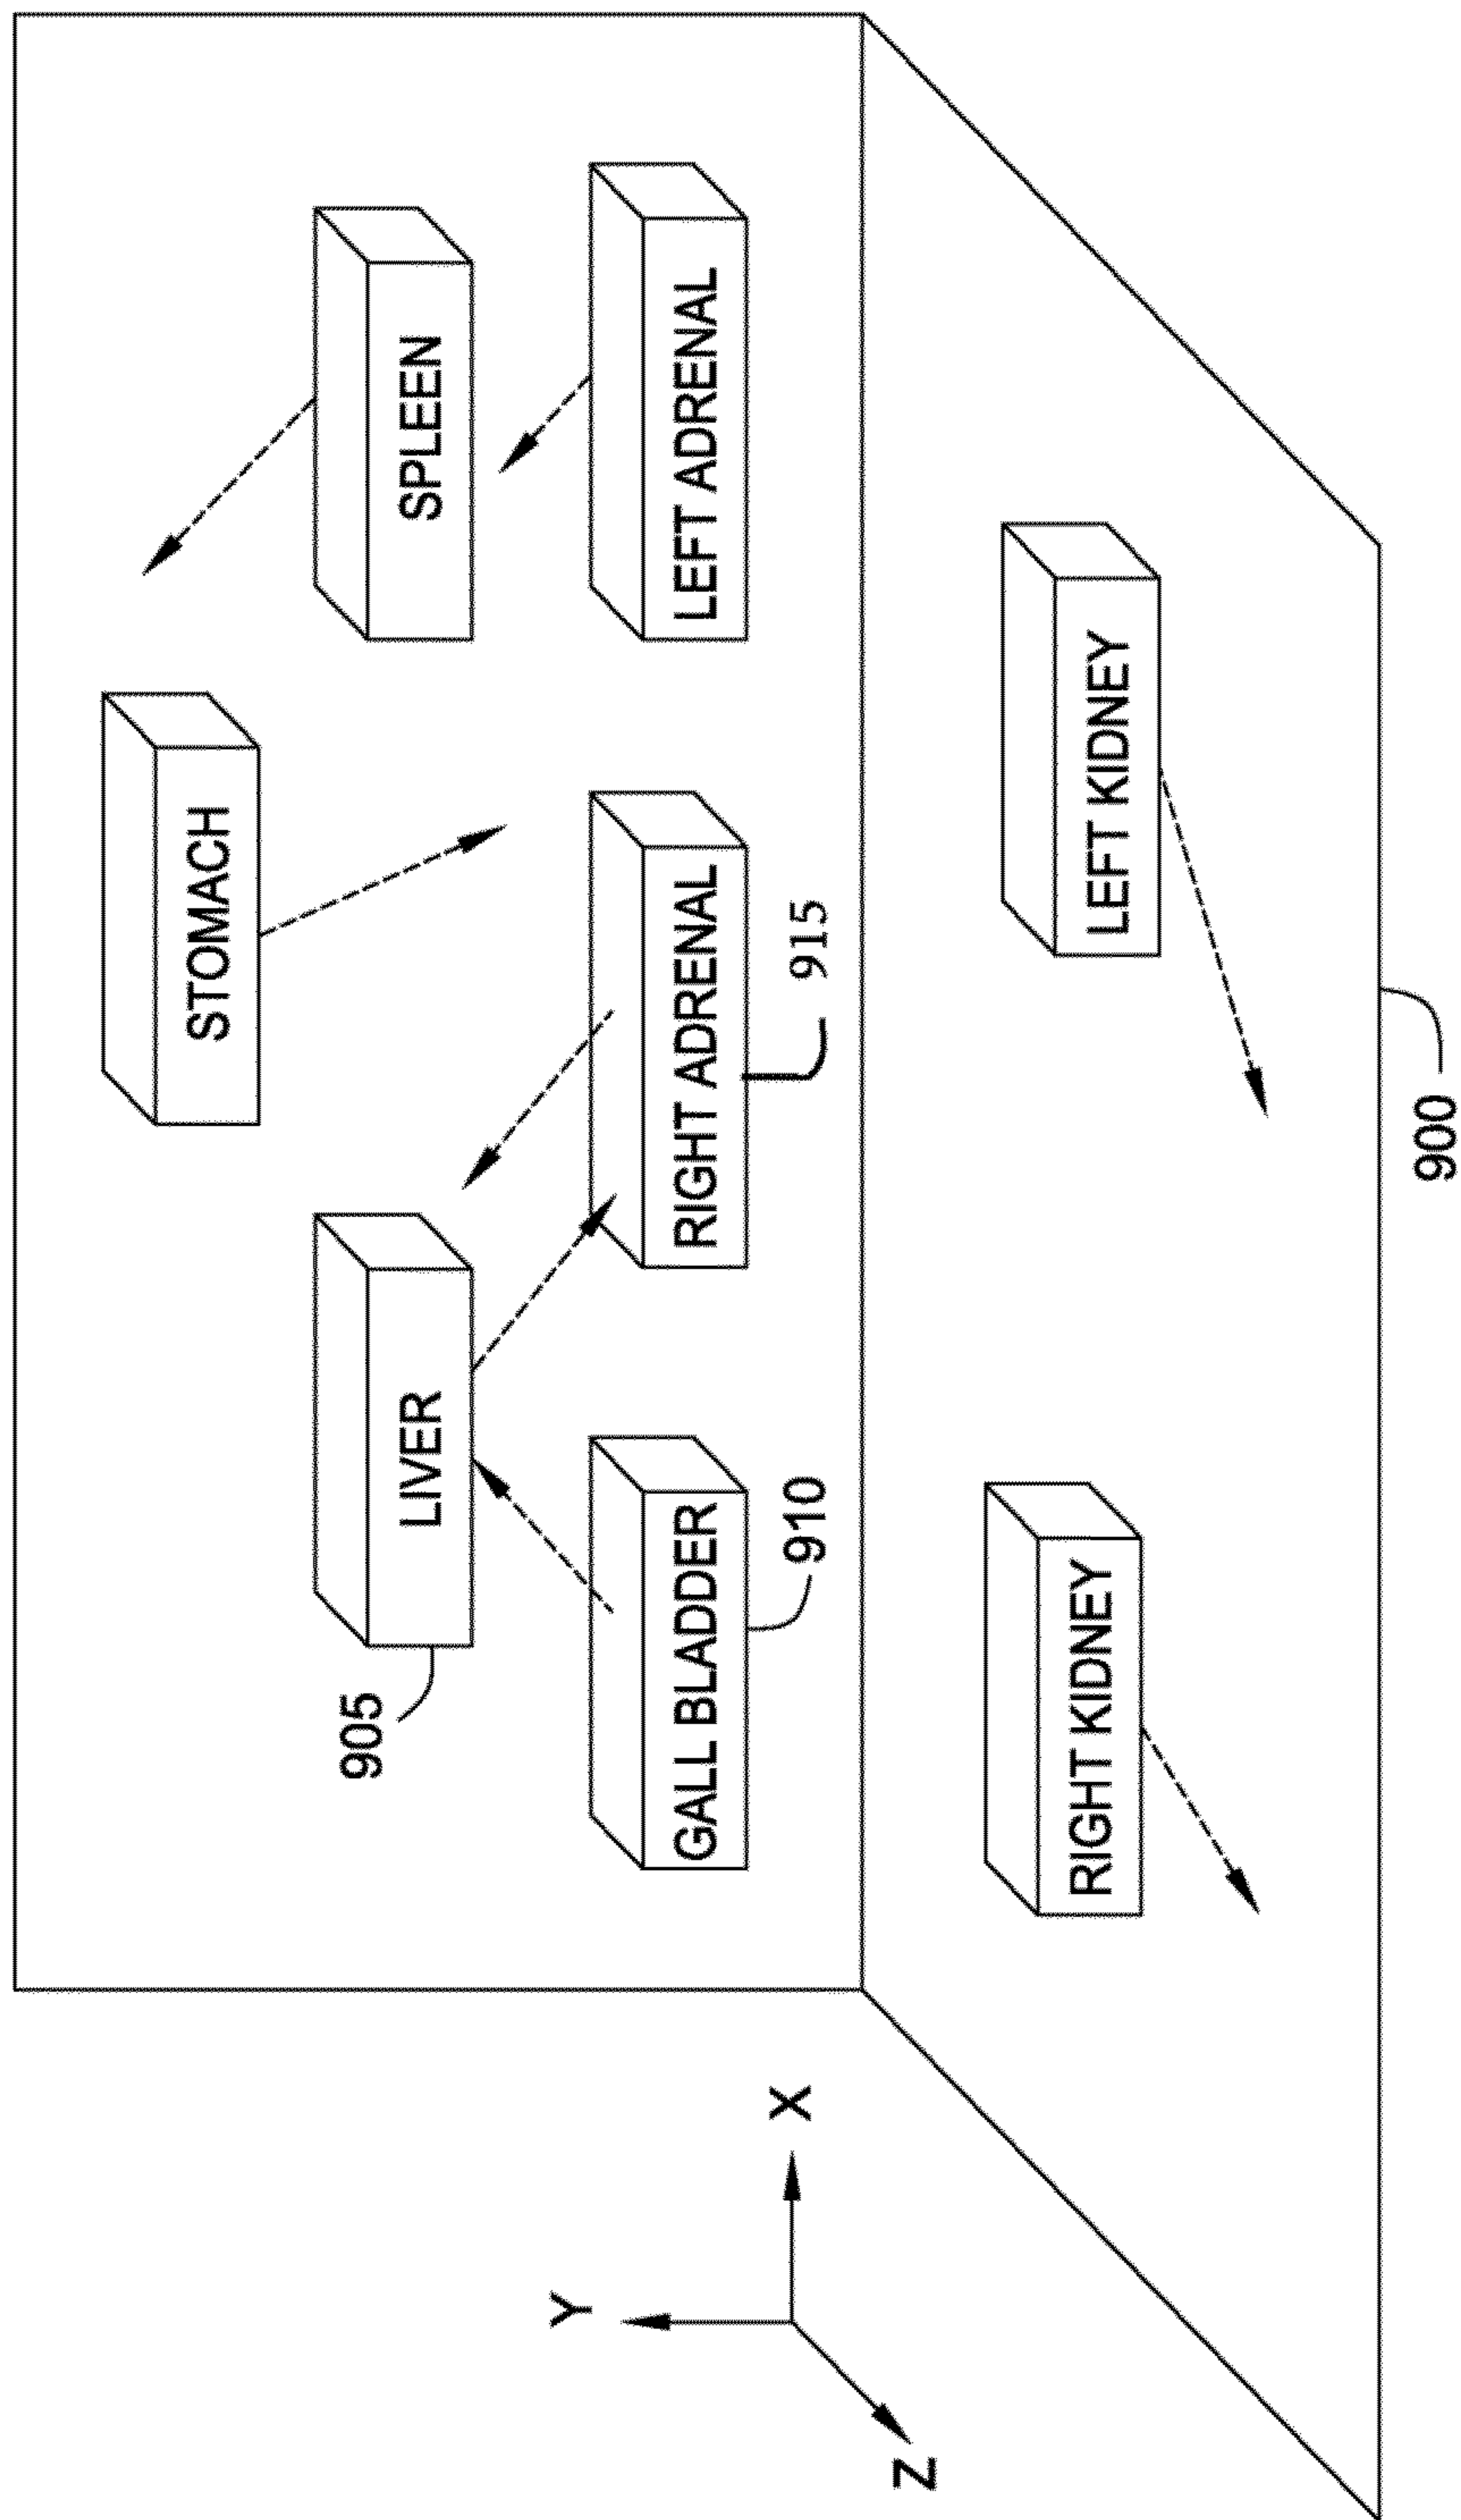 STOMACH
LIVER
SPLEEN
905
GALL BLADDER
RIGHT ADRENAL
LEFT ADRENAL
910
915
Y
X
Z
RIGHT KIDNEY
LEFT KIDNEY
900